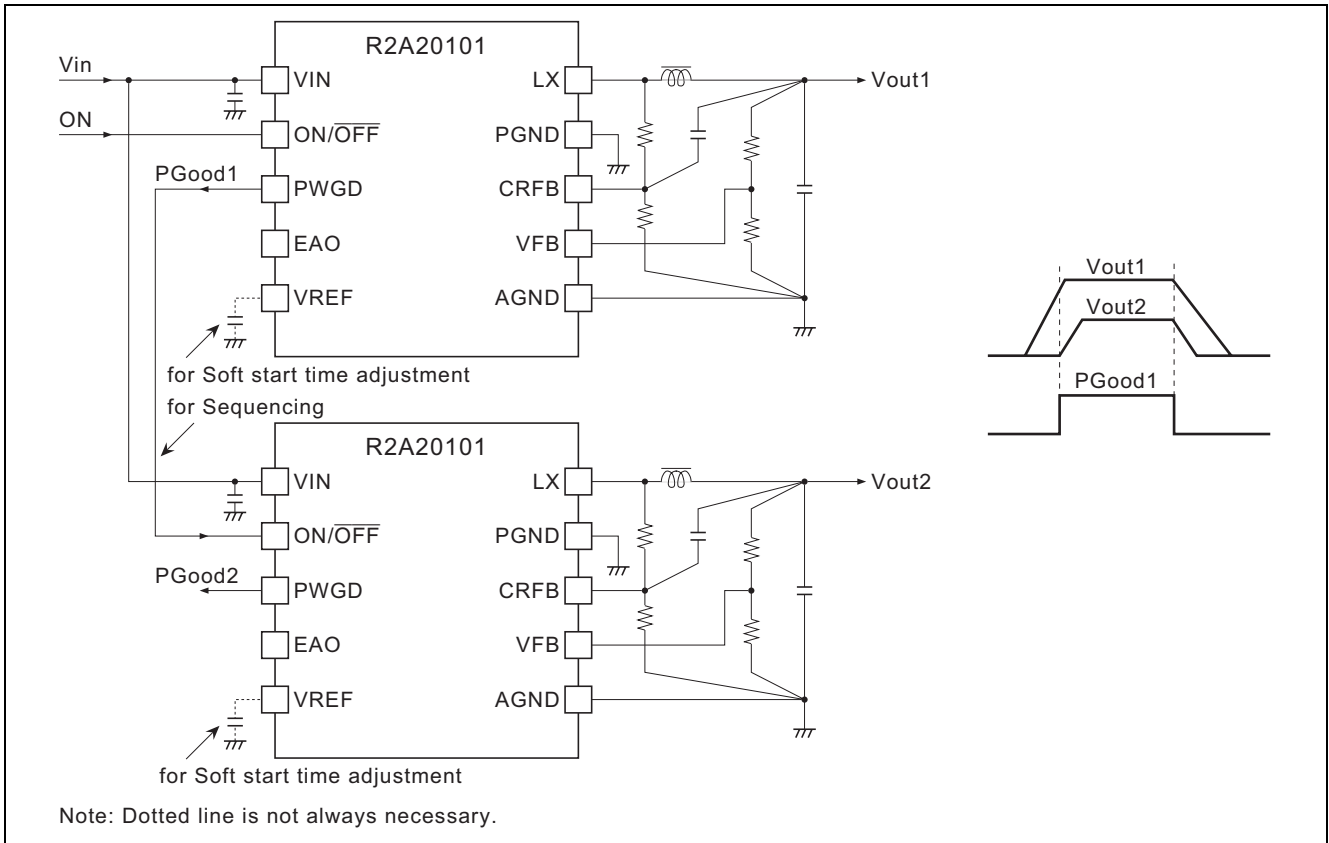 R2A20101
Vin
VIN
LX
Vout1
ON
ON/OFF
PGND
PGood1
PWGD
CRFB
EAO
VFB
VREF
AGND
for Soft start time adjustment
for Sequencing
R2A20101
VIN
LX
Vout2
ON/OFF
PGND
PGood2
PWGD
CRFB
EAO
VFB
VREF
AGND
for Soft start time adjustment
Note: Dotted line is not always necessary.
Vout1
Vout2
PGood1